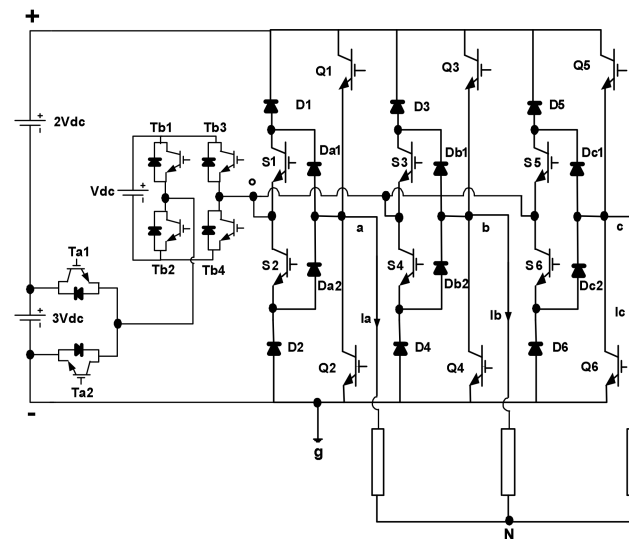 +
Q1 Q3 Q5
D1 D3 D5
2Vdc Tb1 Tb3
S1 Da1 S3 Db1 S5 Dc1
Vdc o
a b c
Ta1 Tb2 Tb4 S2 Da2 S4 Db2 S6 Dc2
3Vdc Ia Ib Ic
D2 Q2 D4 Q4 D6 Q6
Ta2
-
g
N